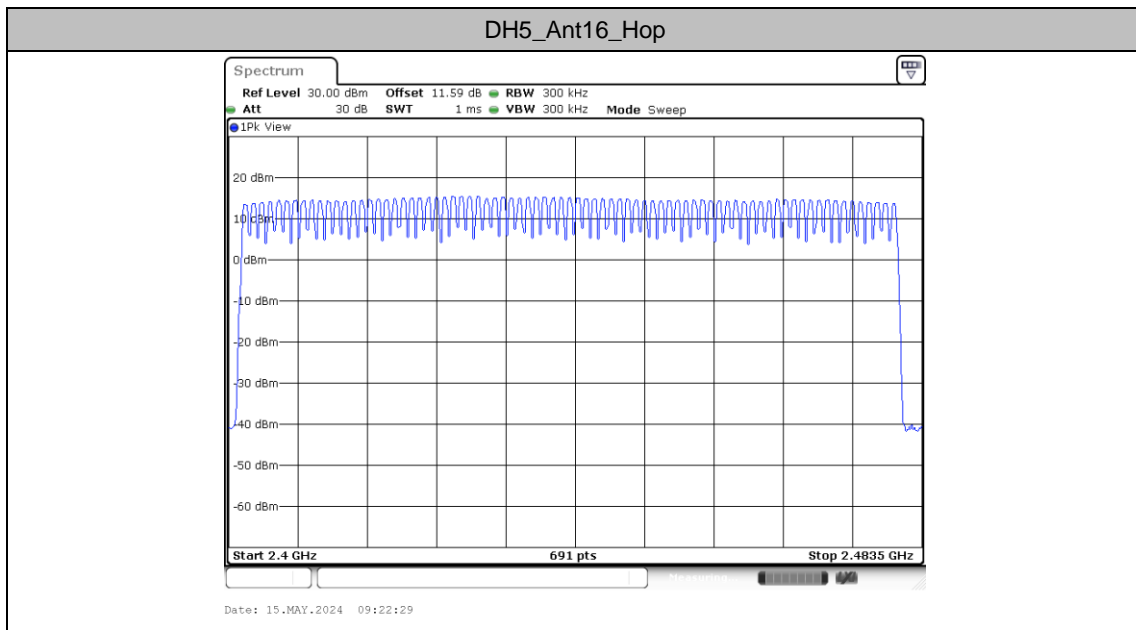 DH5_Ant16_Hop
Spectrum
Ref Level 30.00 dBm Offset 11.59 dB RBW 300 kHz
Att 30 dB SWT 1 ms VBW 300 kHz Mode Sweep
1Pk View
20 dBm
10 dBm
0 dBm
-10 dBm
-20 dBm
-30 dBm
-40 dBm
-50 dBm
-60 dBm
Start 2.4 GHz 691 pts Stop 2.4835 GHz
Measuring
Date: 15.MAY.2024 09:22:29